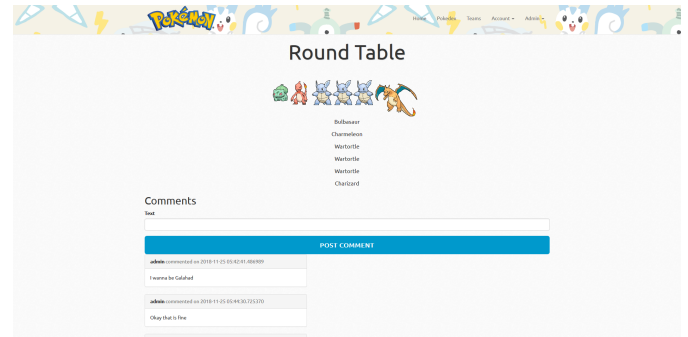 Pokémon
Home Pokedex Teams Account Admin
Round Table
Bulbasaur
Charmeleon
Wartortle
Wartortle
Wartortle
Charizard
Comments
Text
POST COMMENT
admin commented on 2018-11-25 05:42:41.486989
I wanna be Galahad
admin commented on 2018-11-25 05:44:30.725370
Okay that is fine